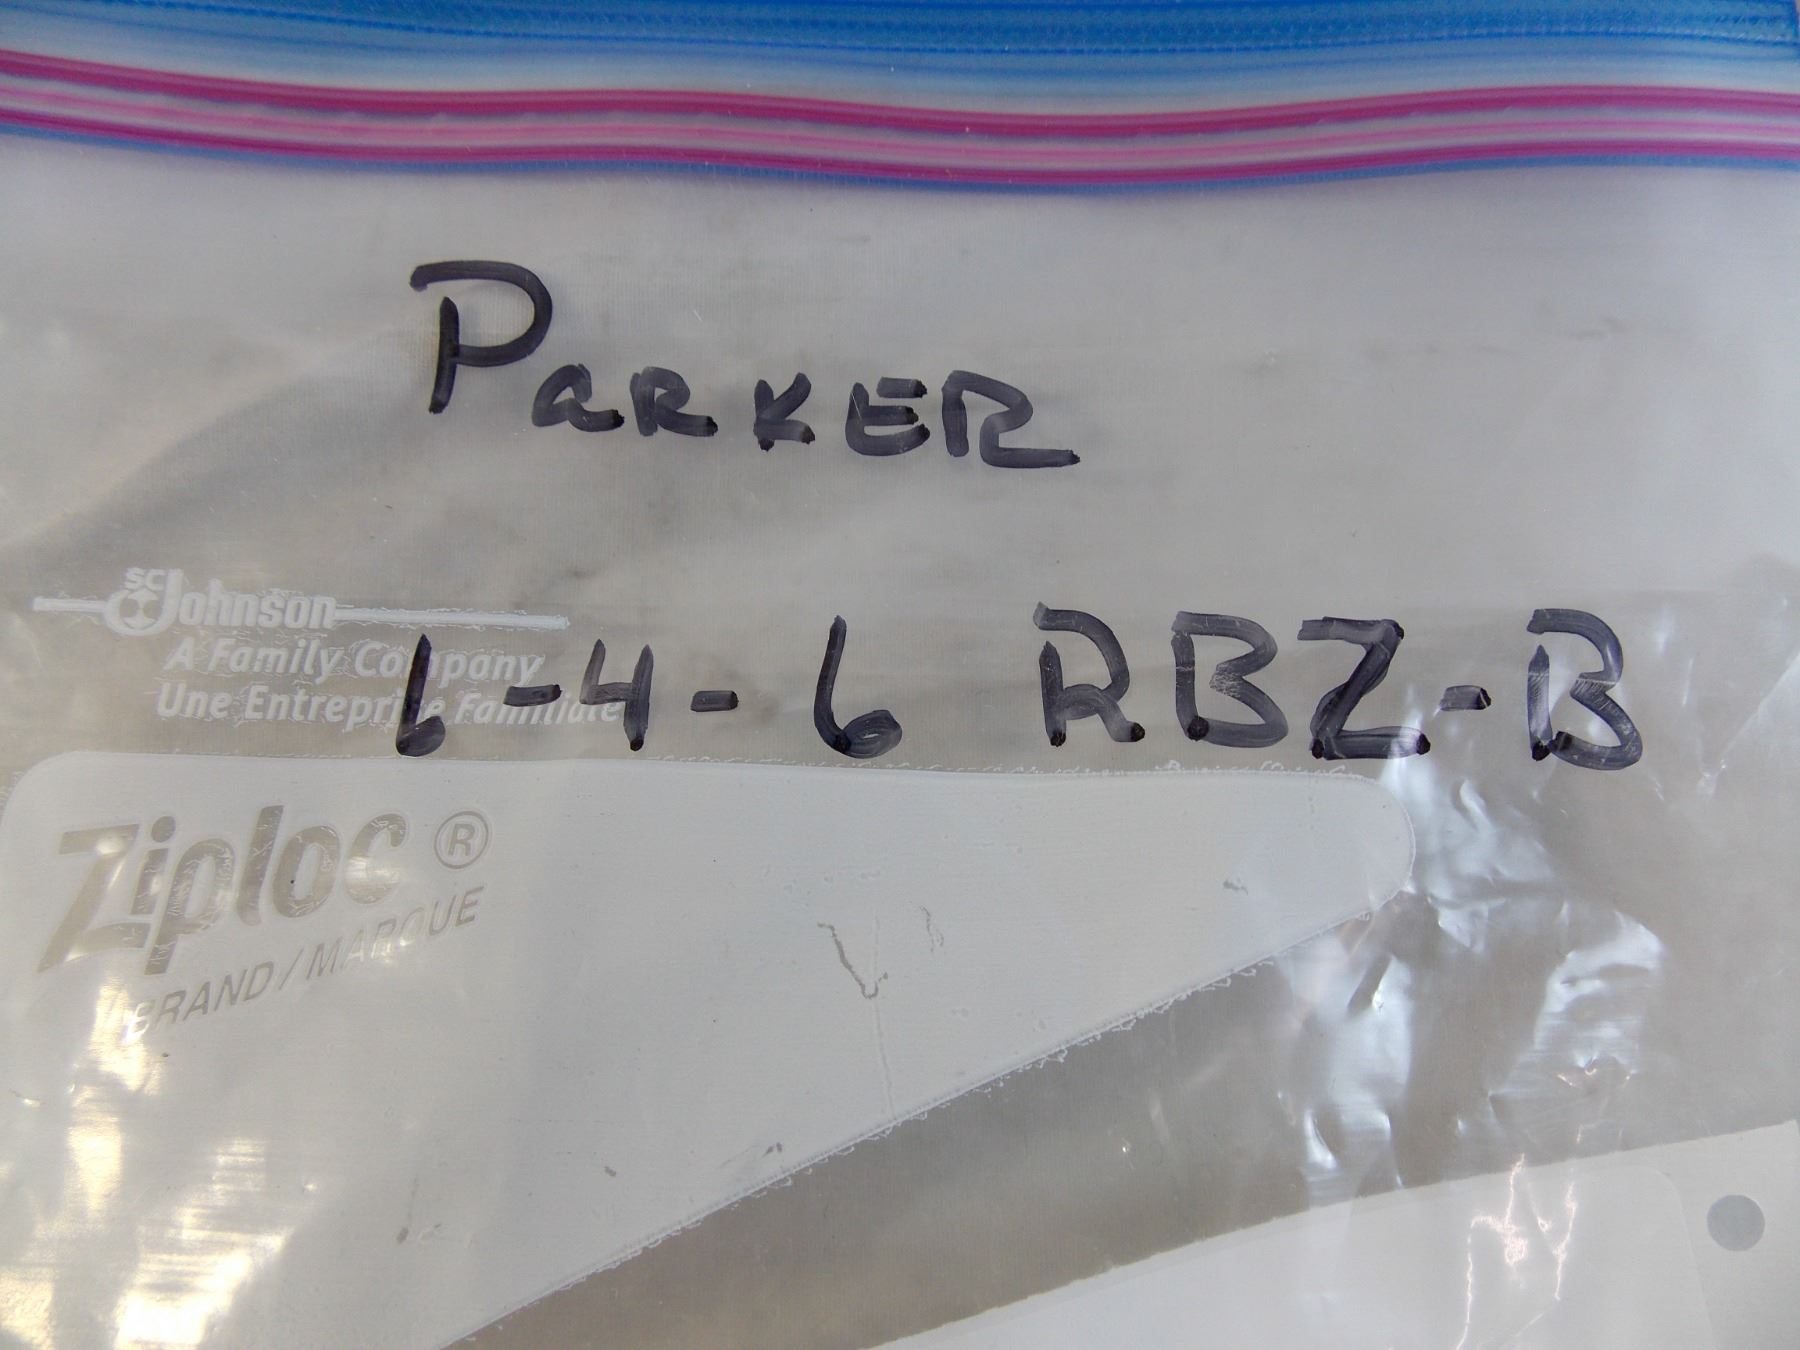 Parker
6-4-6 RBZ-B
SC Johnson
A Family Company
Une Entreprise Familiale
Ziploc®
BRAND/MARQUE